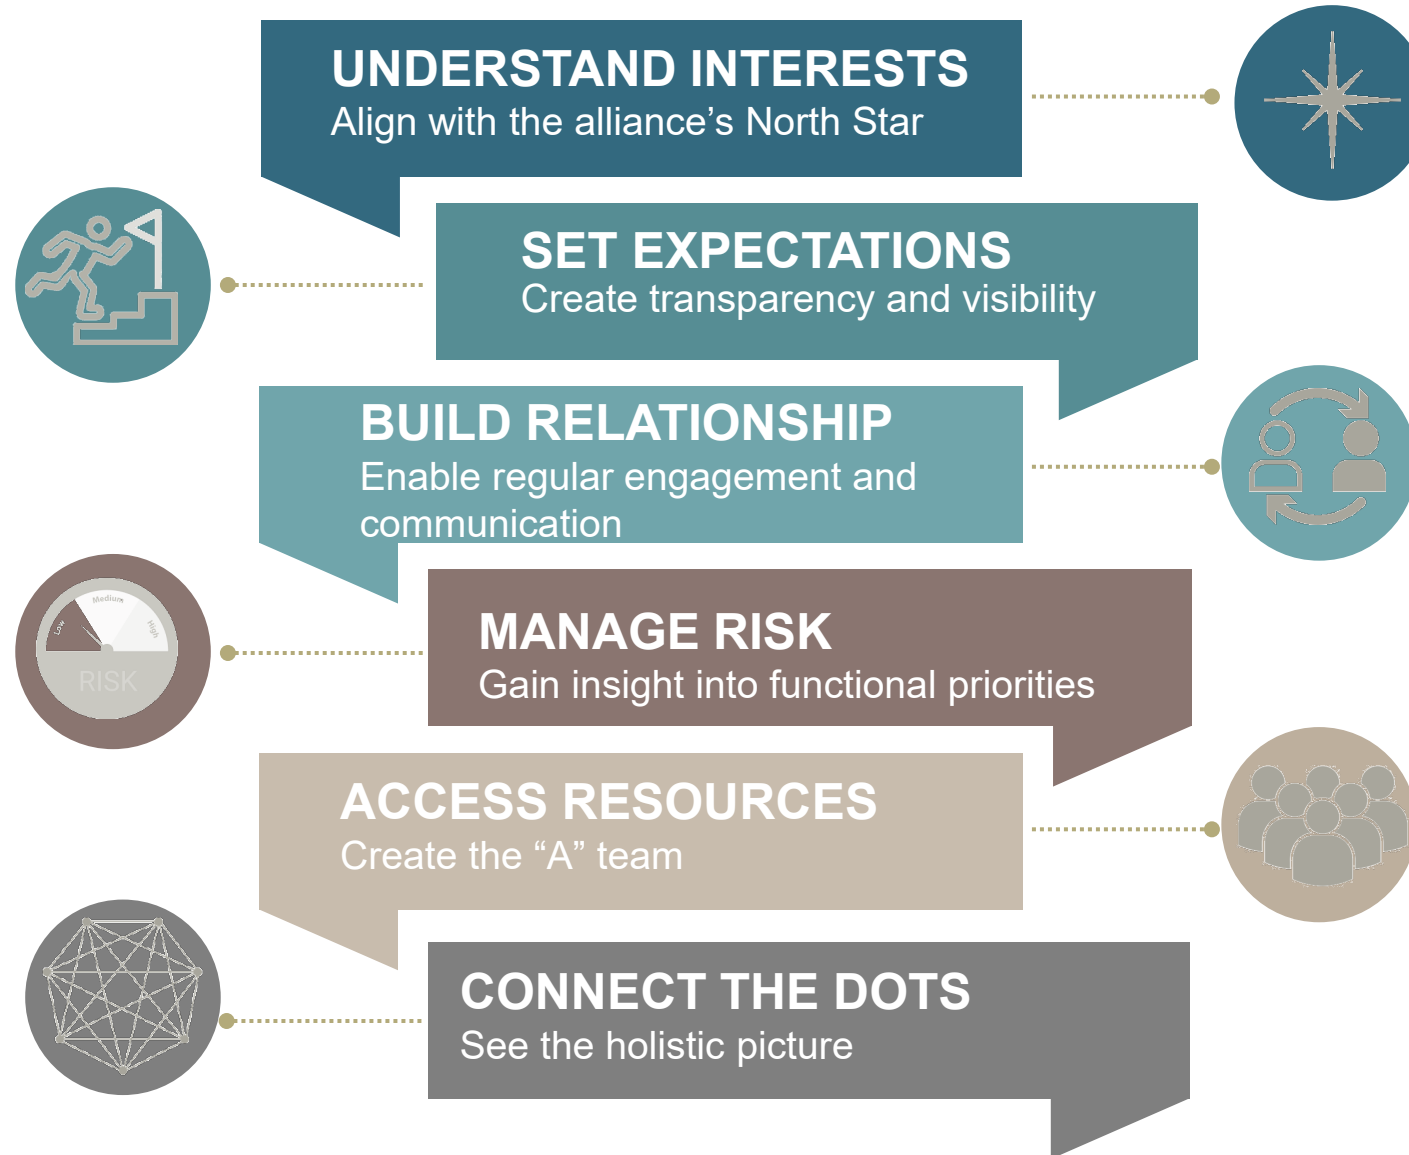 UNDERSTAND INTERESTS
Align with the alliance’s North Star
SET EXPECTATIONS
Create transparency and visibility
BUILD RELATIONSHIP
Enable regular engagement and
communication
Low
Medium
High
RISK
MANAGE RISK
Gain insight into functional priorities
ACCESS RESOURCES
Create the “A” team
CONNECT THE DOTS
See the holistic picture